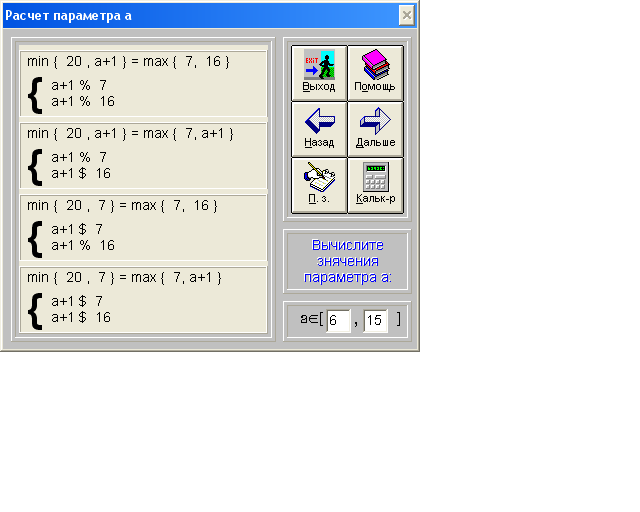 Расчет параметра а
min { 20 , a+1 } = max { 7, 16 }
{ a+1 % 7
a+1 % 16
min { 20 , a+1 } = max { 7, a+1 }
{ a+1 % 7
a+1 $ 16
min { 20 , 7 } = max { 7, 16 }
{ a+1 $ 7
a+1 % 16
min { 20 , 7 } = max { 7, a+1 }
{ a+1 $ 7
a+1 $ 16
EXIT
Выход
Помощь
Назад
Дальше
П. з.
Кальк-р
Вычислите
знячения
параметра а:
a∈[ 6 , 15 ]